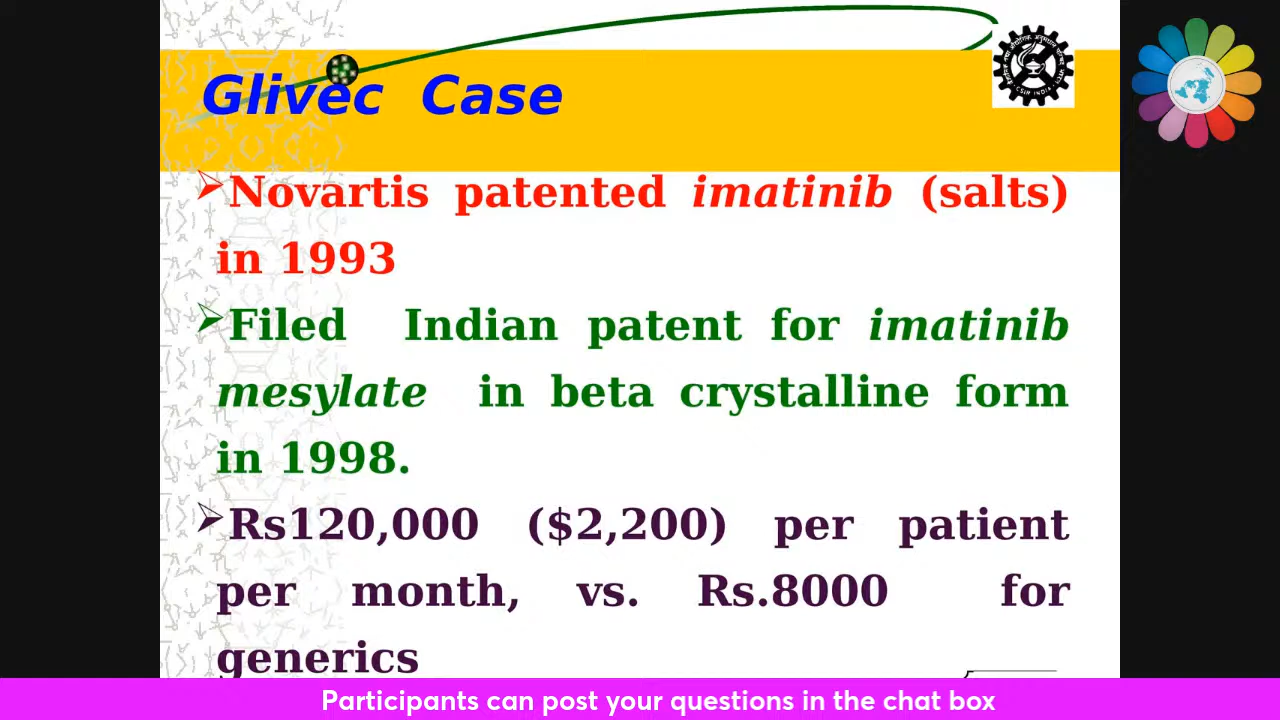 Glivec Case
➢Novartis patented imatinib (salts)
in 1993
➢Filed Indian patent for imatinib
mesylate in beta crystalline form
in 1998.
➢Rs120,000 ($2,200) per patient
per month, vs. Rs.8000 for
generics
CSIR INDIA
Participants can post your questions in the chat box